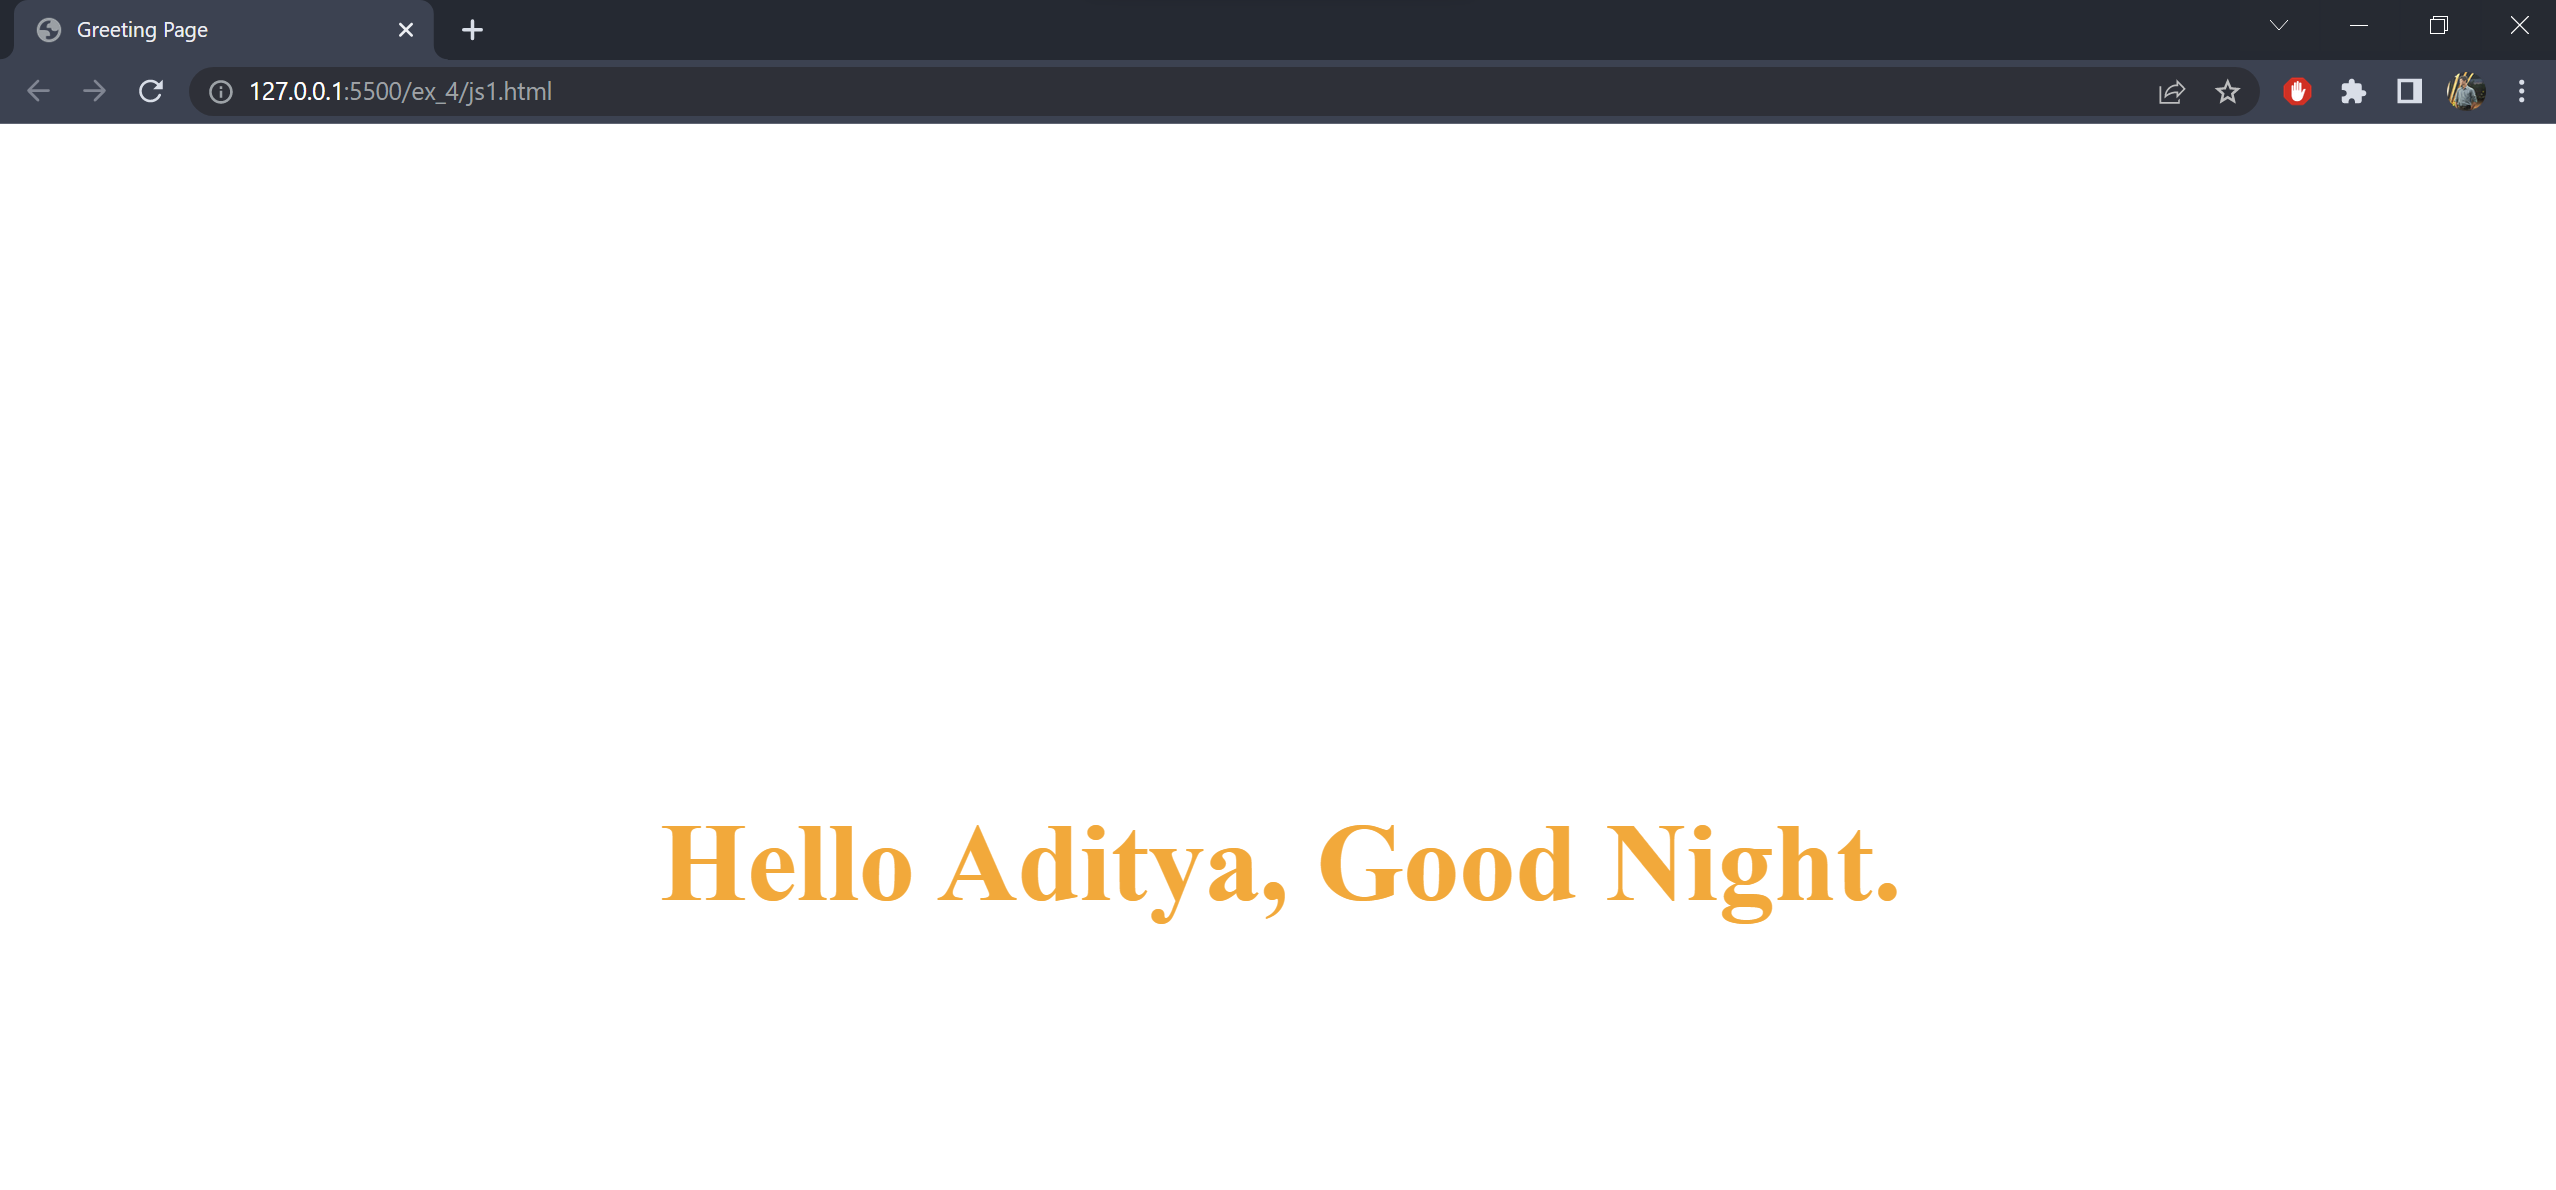 Greeting Page
127.0.0.1:5500/ex_4/js1.html
Hello Aditya, Good Night.